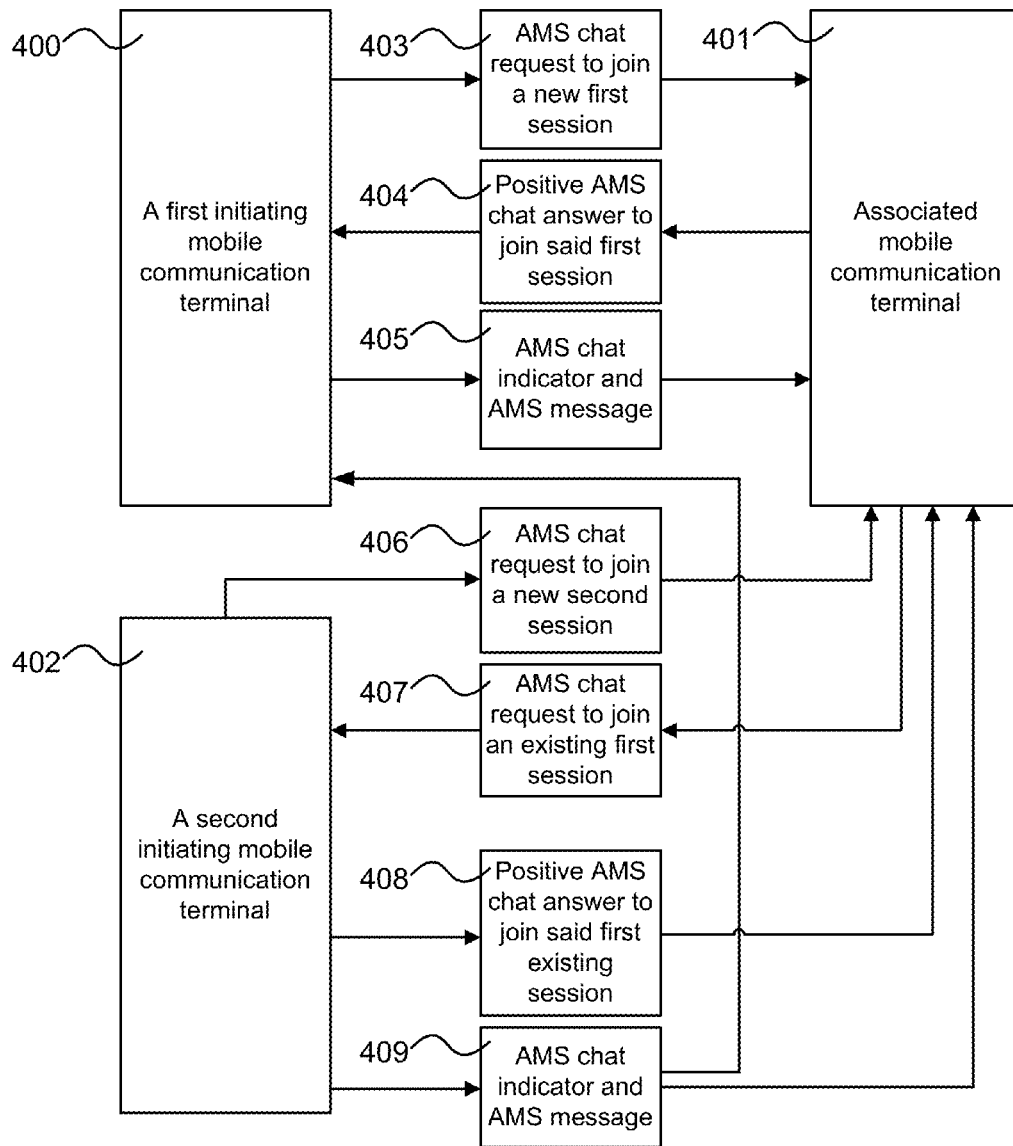 400
A first initiating
mobile
communication
terminal
403
AMS chat
request to join
a new first
session
401
Associated
mobile
communication
terminal
404
Positive AMS
chat answer to
join said first
session
405
AMS chat
indicator and
AMS message
406
AMS chat
request to join
a new second
session
402
A second
initiating mobile
communication
terminal
407
AMS chat
request to join
an existing first
session
408
Positive AMS
chat answer to
join said first
existing
session
409
AMS chat
indicator and
AMS message